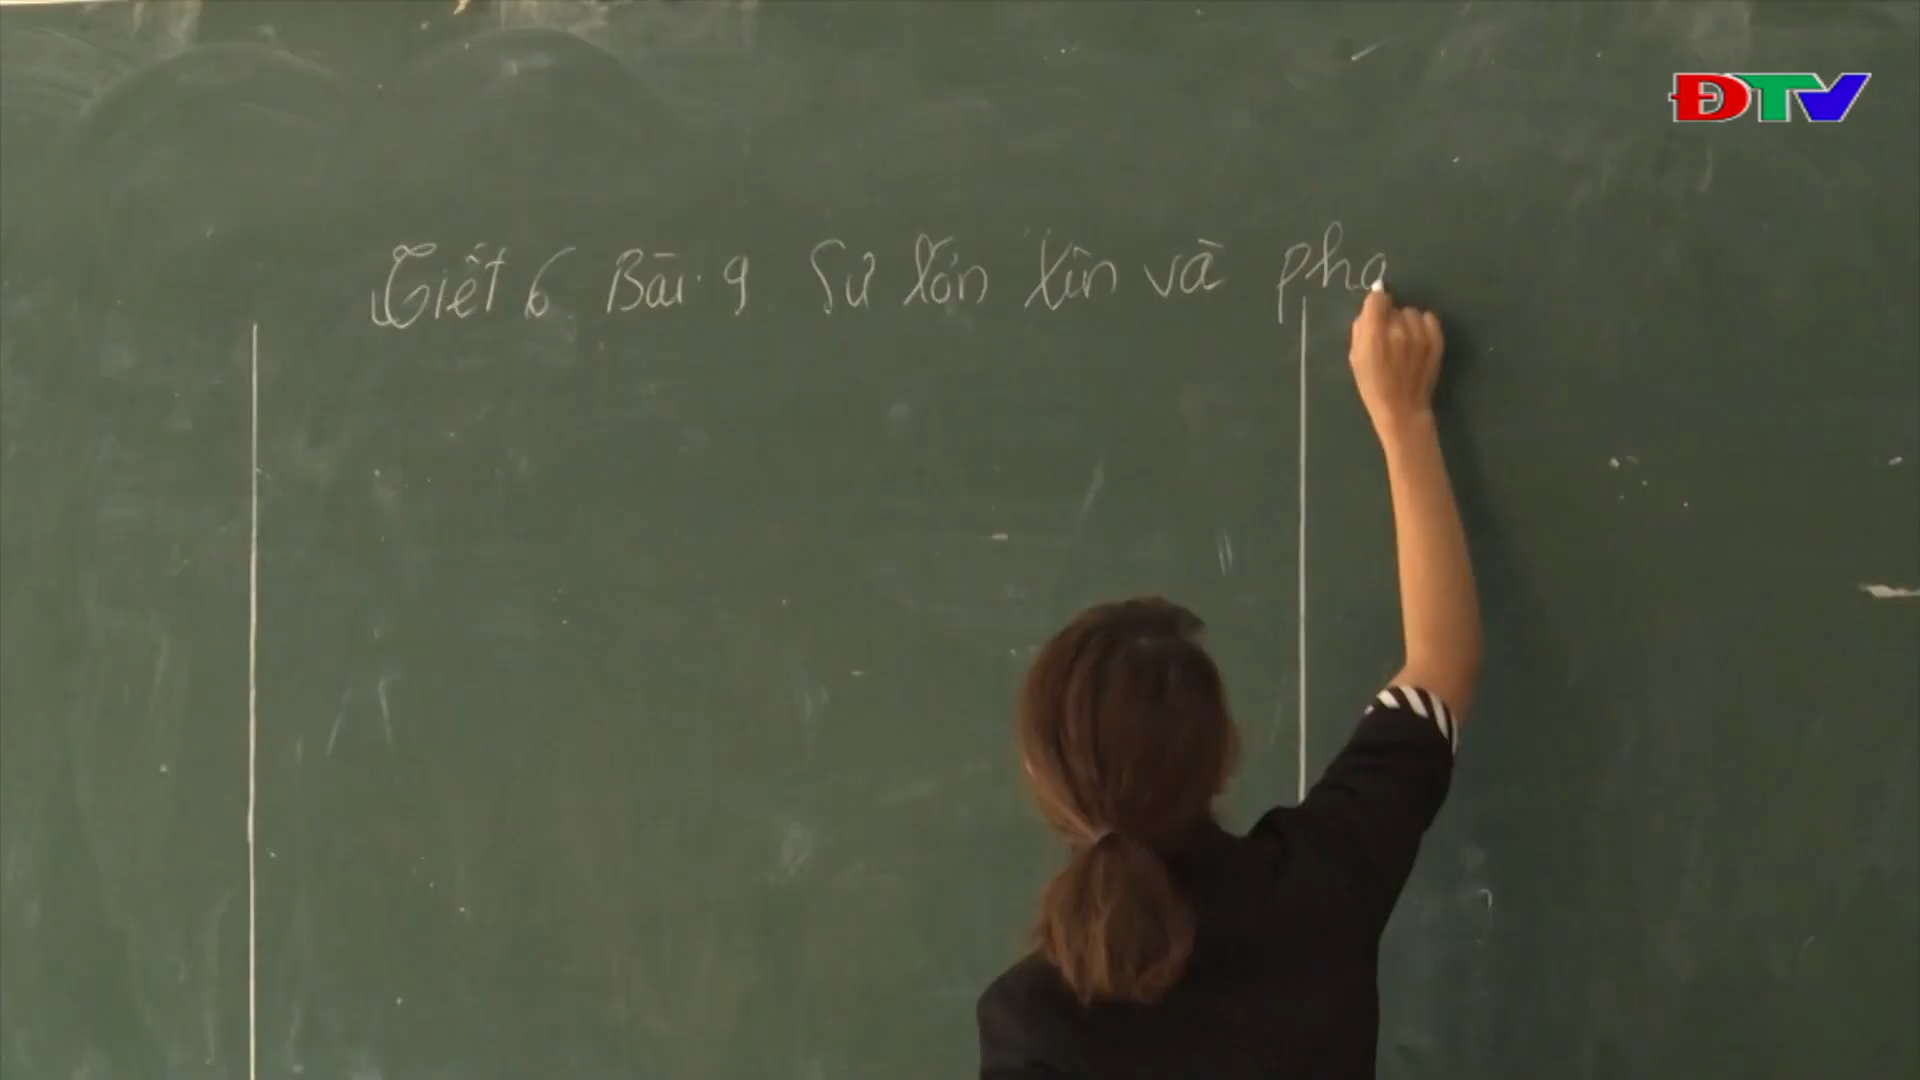 ĐTV
Tiết 6 Bài 9 Sự lớn lên và pha